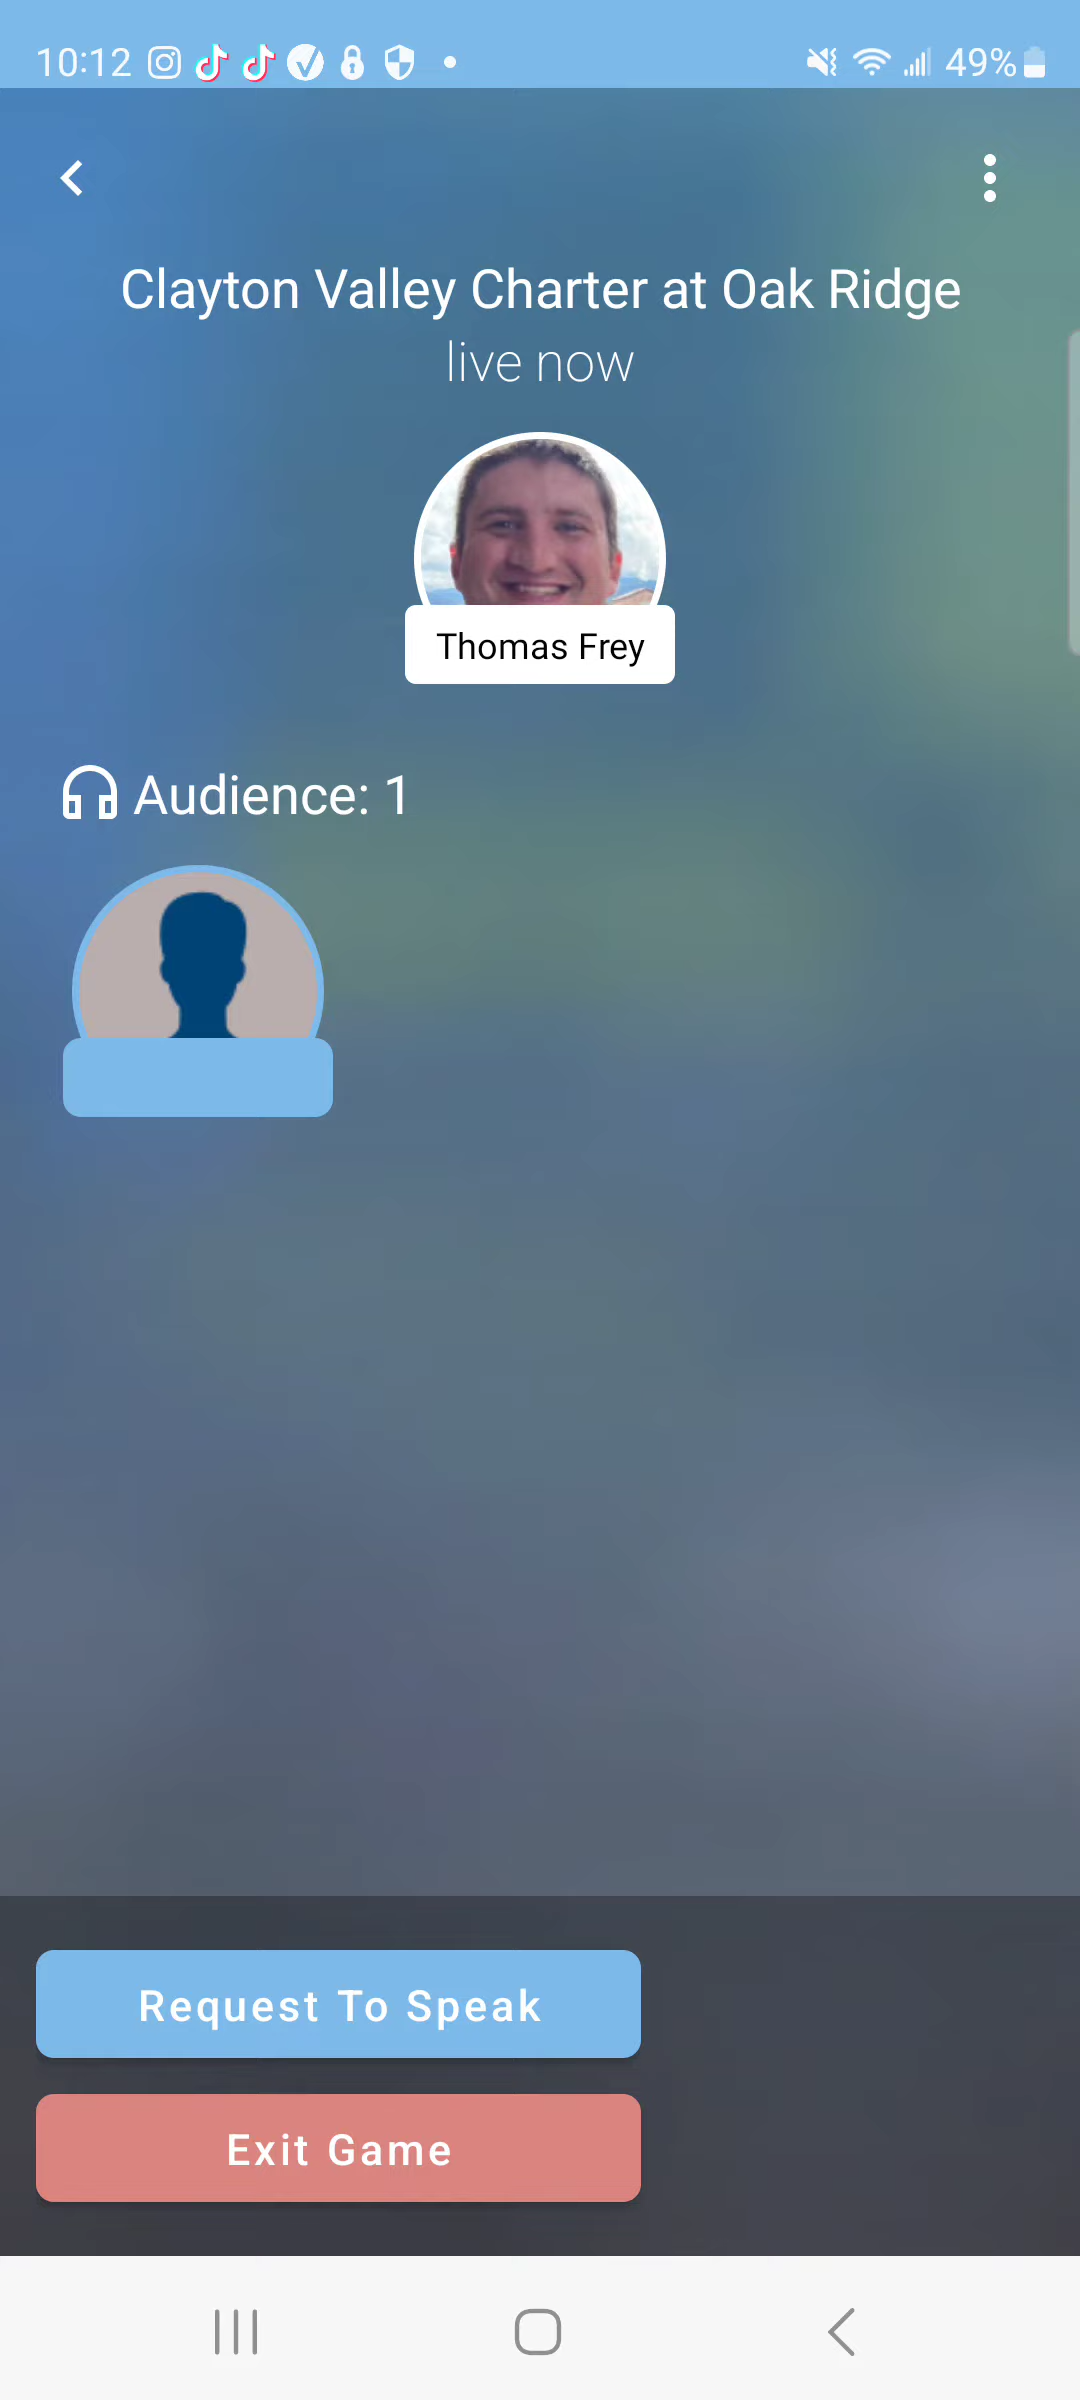 10:12
49%
Clayton Valley Charter at Oak Ridge
live now
Thomas Frey
Audience: 1
Request To Speak
Exit Game